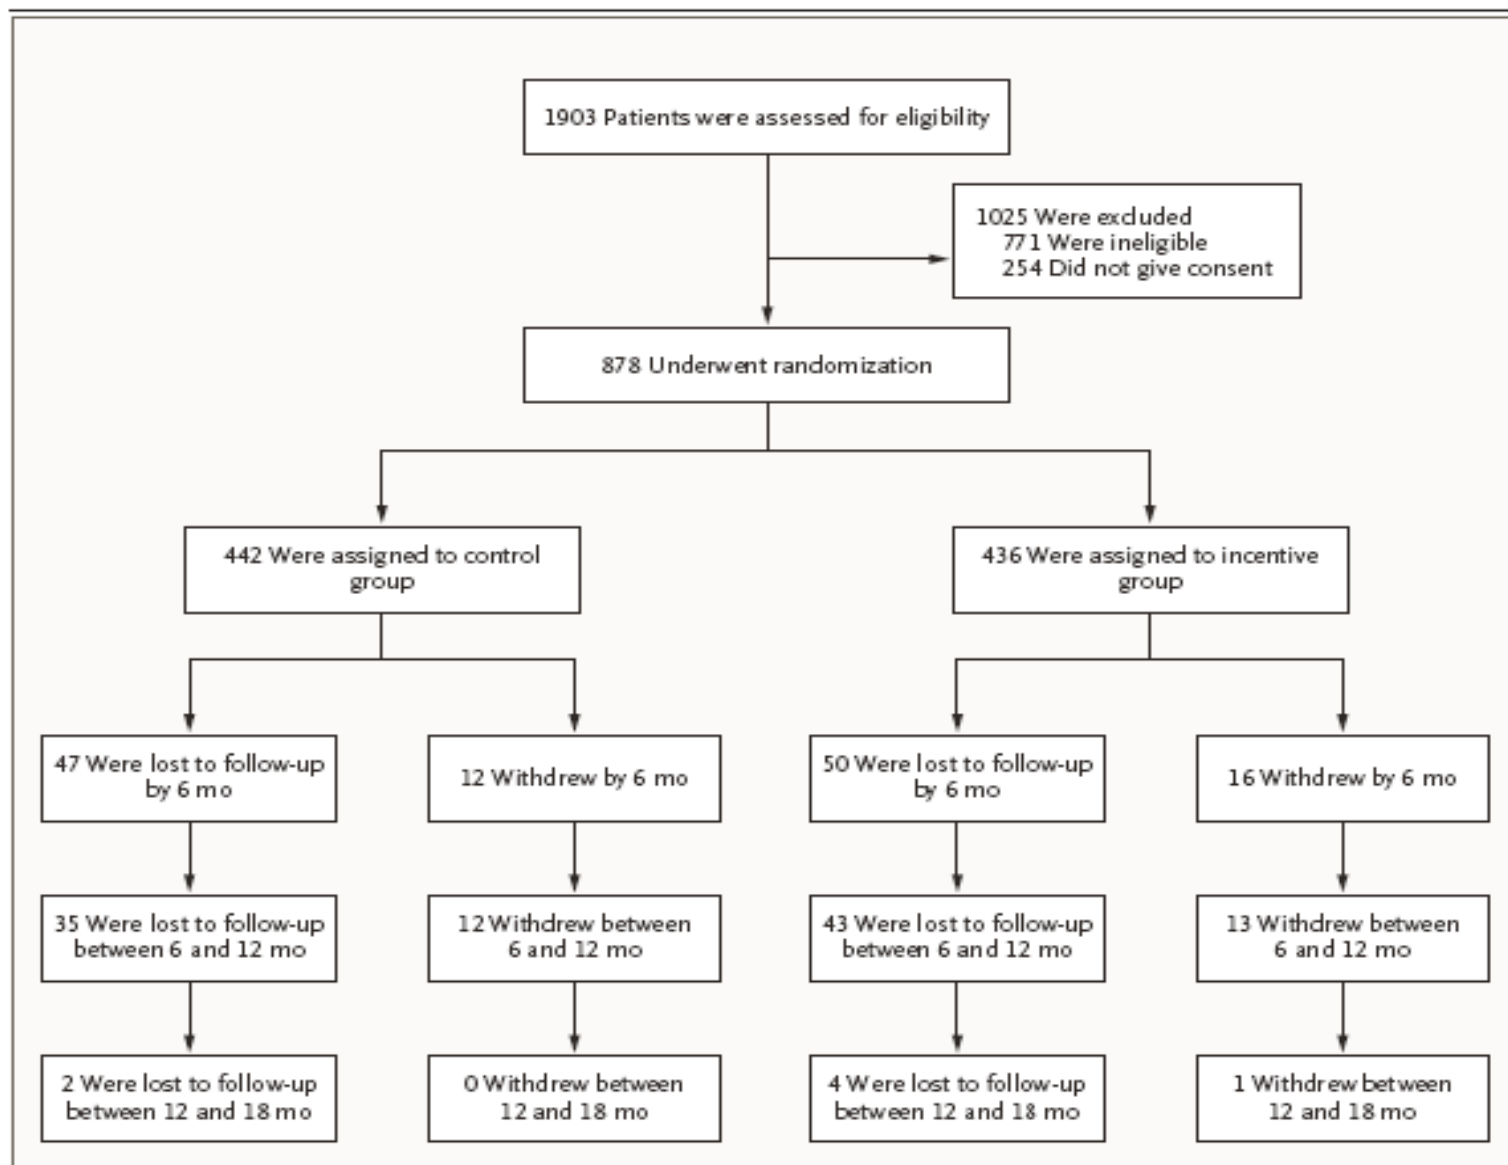 1903 Patients were assessed for eligibility
1025 Were excluded
771 Were ineligible
254 Did not give consent
878 Underwent randomization
442 Were assigned to control
group
436 Were assigned to incentive
group
47 Were lost to follow-up
by 6 mo
12 Withdrew by 6 mo
50 Were lost to follow-up
by 6 mo
16 Withdrew by 6 mo
35 Were lost to follow-up
between 6 and 12 mo
12 Withdrew between
6 and 12 mo
43 Were lost to follow-up
between 6 and 12 mo
13 Withdrew between
6 and 12 mo
2 Were lost to follow-up
between 12 and 18 mo
0 Withdrew between
12 and 18 mo
4 Were lost to follow-up
between 12 and 18 mo
1 Withdrew between
12 and 18 mo